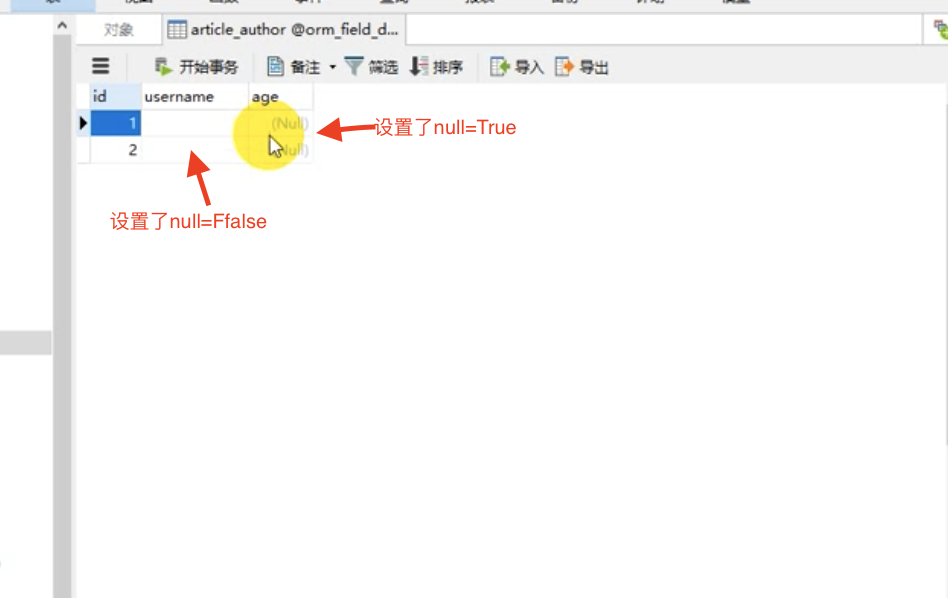 对象 article_author @orm_field_d...
开始事务 备注 筛选 排序 导入 导出
id username age
1 (Null)
设置了null=True
2 (Null)
设置了null=Ffalse